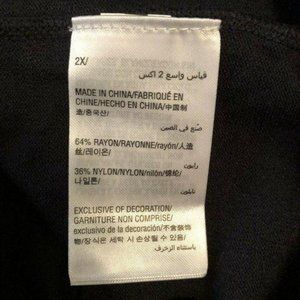 2X/
قياس واسع 2 اكس
MADE IN CHINA/FABRIQUÉ EN
CHINE/HECHO EN CHINA/中国制
造/중국산/
صنع في الصين
64% RAYON/RAYONNE/rayón/人造
丝/레이온/
رايون
36% NYLON/NYLON/nilón/锦纶/
나일론/
نايلون
EXCLUSIVE OF DECORATION/
GARNITURE NON COMPRISE/
exclusivo de la decoración/不含装饰
物/장식은 세탁 시 손상될 수 있음/
باستثناء الزخرف